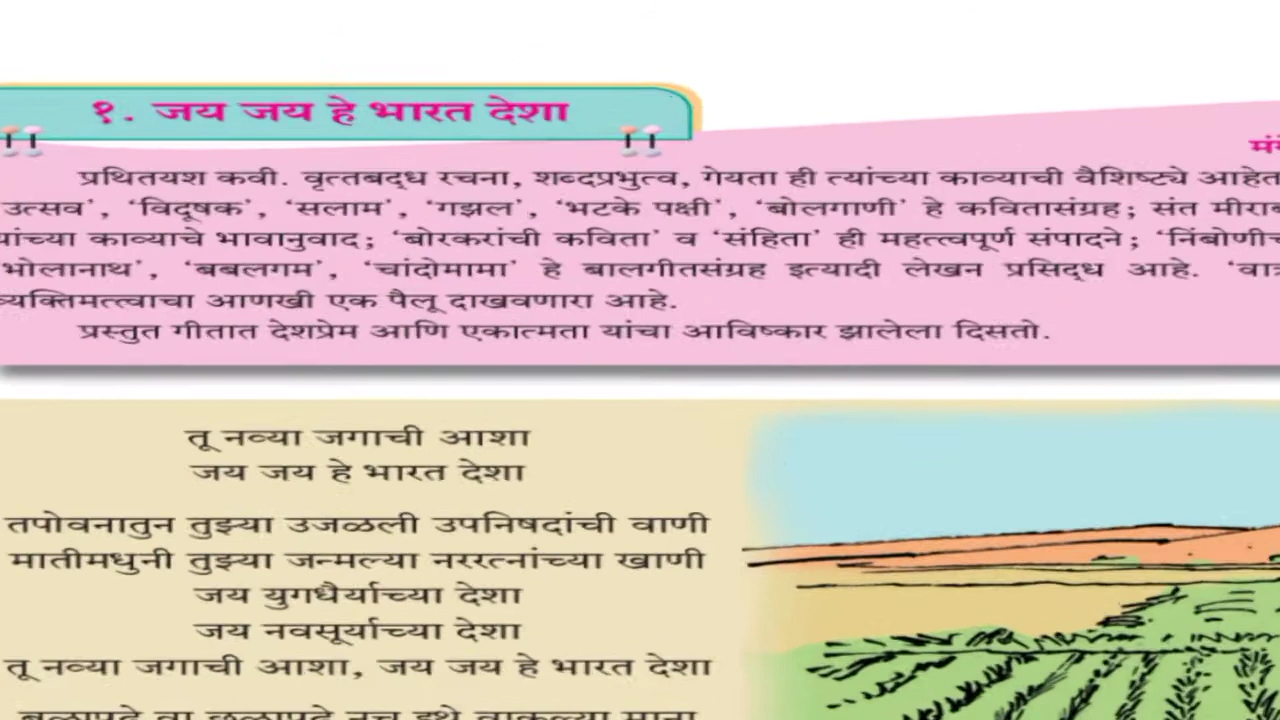 १. जय जय हे भारत देशा
प्रथितयश कवी. वृत्तबद्ध रचना, शब्दप्रभुत्व, गेयता ही त्यांच्या काव्याची वैशिष्ट्ये आहेत
उत्सव’, ‘विदूषक’, ‘सलाम’, ‘गझल’, ‘भटके पक्षी’, ‘बोलगाणी’ हे कवितासंग्रह; संत
काव्याचे भावानुवाद; ‘बोरकरांची कविता’ व ‘संहिता’ ही महत्त्वपूर्ण संपादने;
भोलानाथ’, ‘बबलगम’, ‘चांदोमामा’ हे बालगीतसंग्रह इत्यादी लेखन प्रसिद्ध आहे.
व्यक्तिमत्त्वाचा आणखी एक पैलू दाखवणारा आहे.
प्रस्तुत गीतात देशप्रेम आणि एकात्मता यांचा आविष्कार झालेला दिसतो.
तू नव्या जगाची आशा
जय जय हे भारत देशा
तपोवनातुन तुझ्या उजळली उपनिषदांची वाणी
मातीमधुनी तुझ्या जन्मल्या नररत्नांच्या खाणी
जय युगधैर्याच्या देशा
जय नवसूर्याच्या देशा
तू नव्या जगाची आशा, जय जय हे भारत देशा